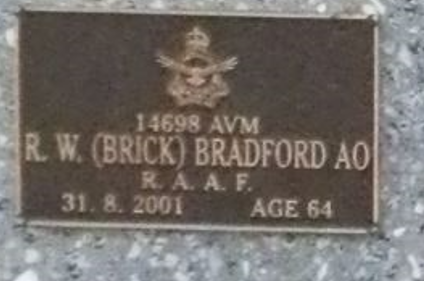 14698 AVM
R. W. (BRICK) BRADFORD AO
R. A. A. F.
31. 8. 2001 AGE 64